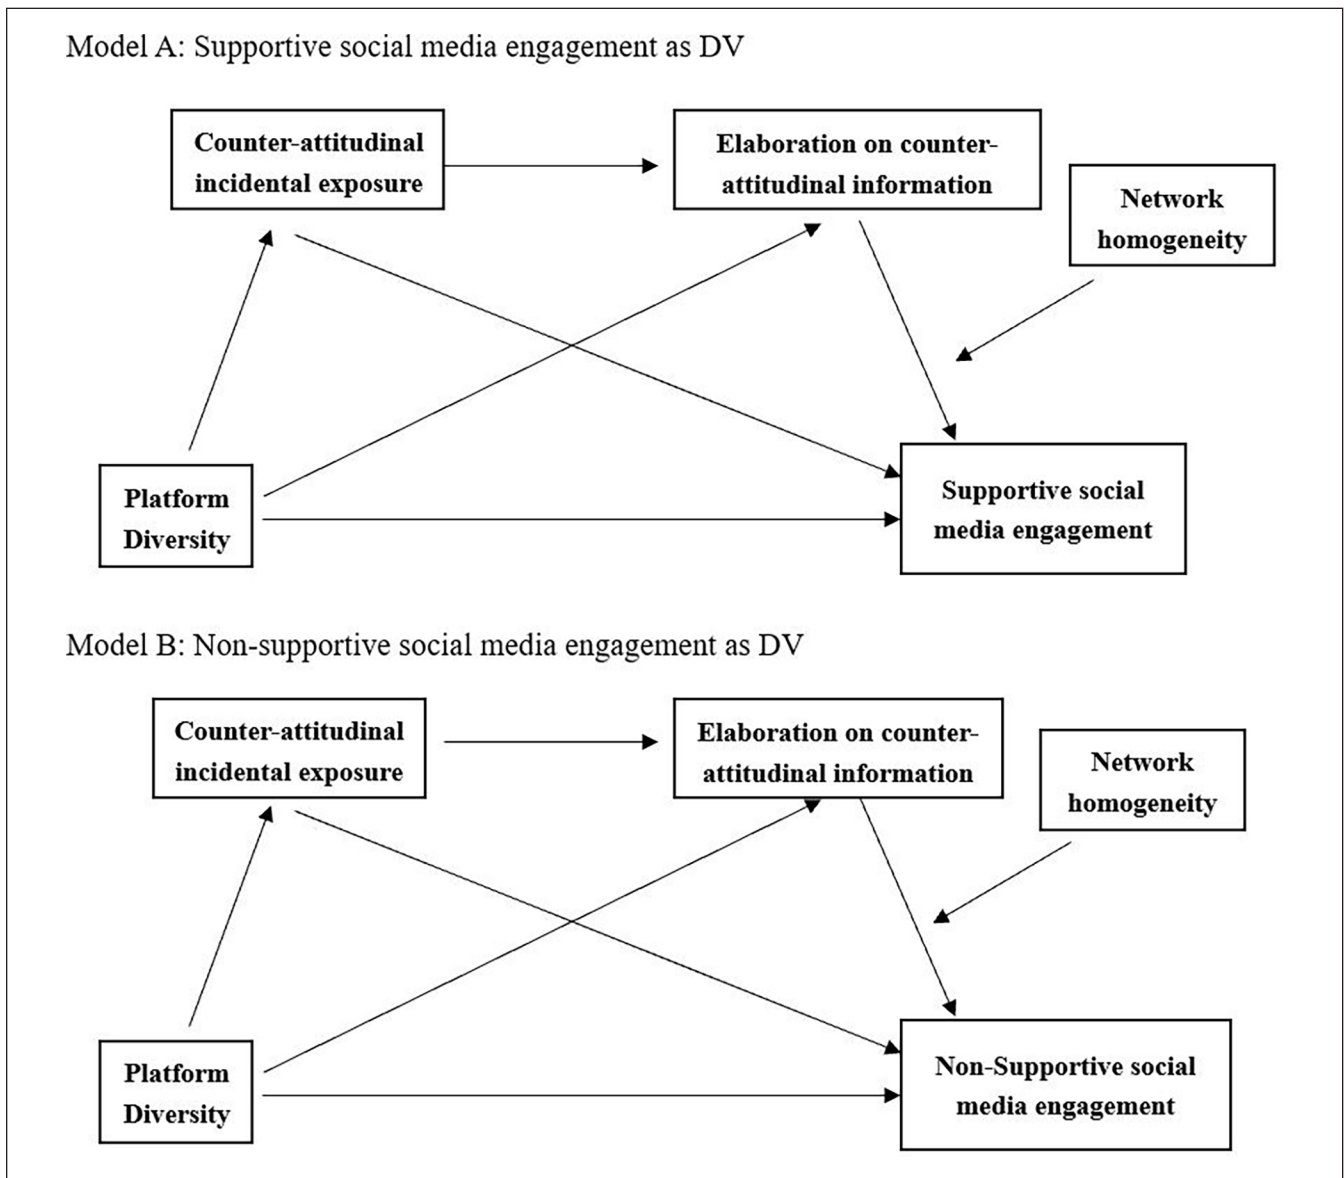 Model A: Supportive social media engagement as DV
Counter-attitudinal
incidental exposure
Elaboration on counter-
attitudinal information
Network
homogeneity
Platform
Diversity
Supportive social
media engagement
Model B: Non-supportive social media engagement as DV
Counter-attitudinal
incidental exposure
Elaboration on counter-
attitudinal information
Network
homogeneity
Platform
Diversity
Non-Supportive social
media engagement